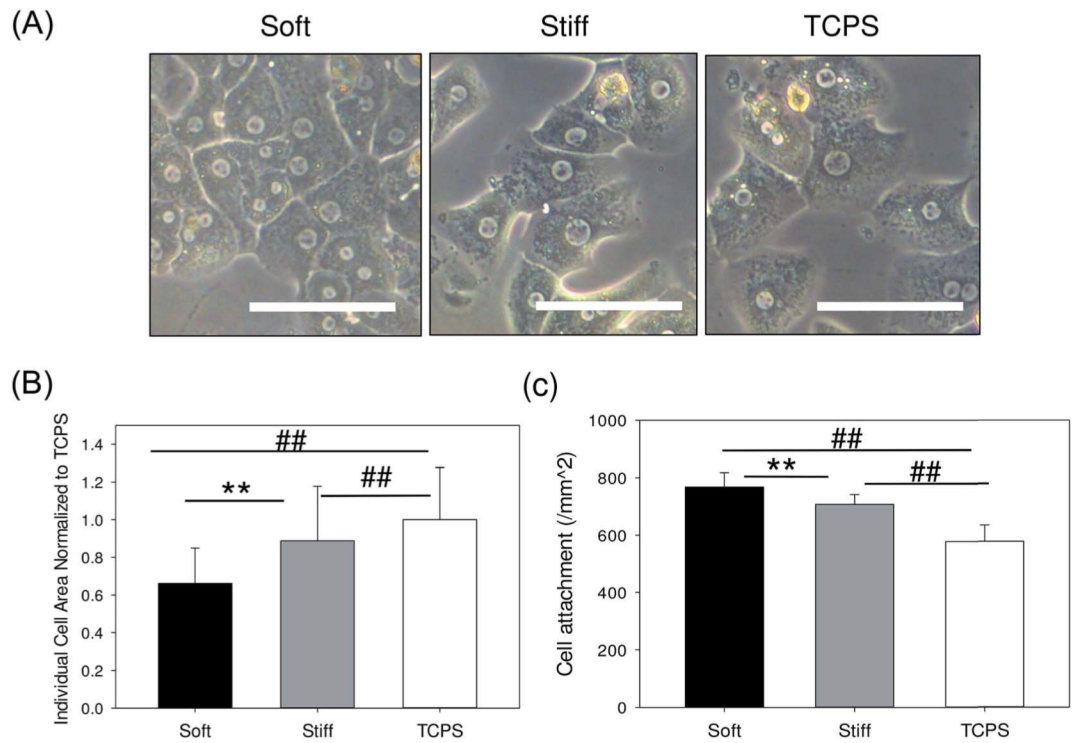 (A)
Soft
Stiff
TCPS
(B)
Individual Cell Area Normalized to TCPS
1.4
1.2
1.0
0.8
0.6
0.4
0.2
0.0
##
**
##
Soft
Stiff
TCPS
(c)
Cell attachment (/mm^2)
1000
800
600
400
200
0
##
**
##
Soft
Stiff
TCPS